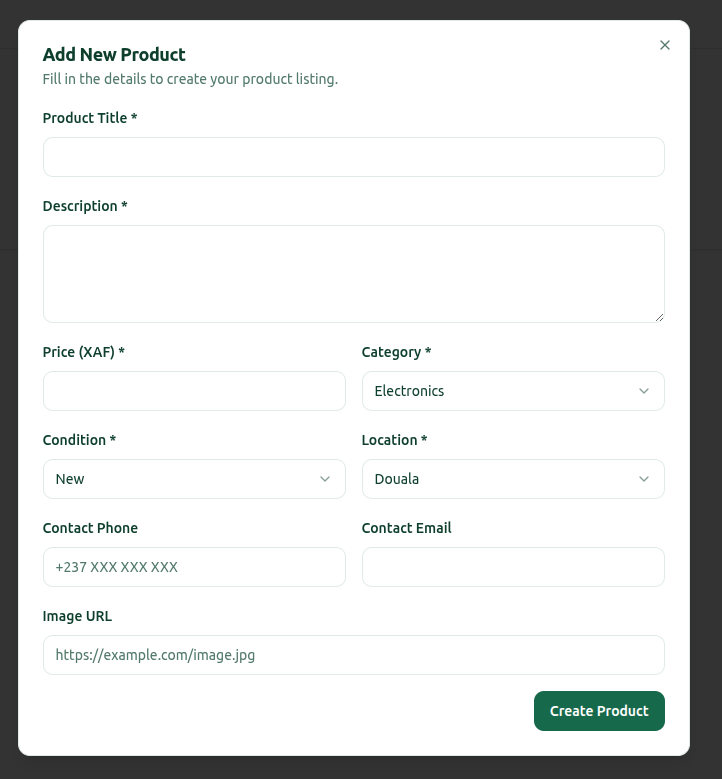 Add New Product
Fill in the details to create your product listing.
Product Title *
Description *
Price (XAF) *
Category *
Electronics
Condition *
Location *
New
Douala
Contact Phone
Contact Email
+237 XXX XXX XXX
Image URL
https://example.com/image.jpg
Create Product